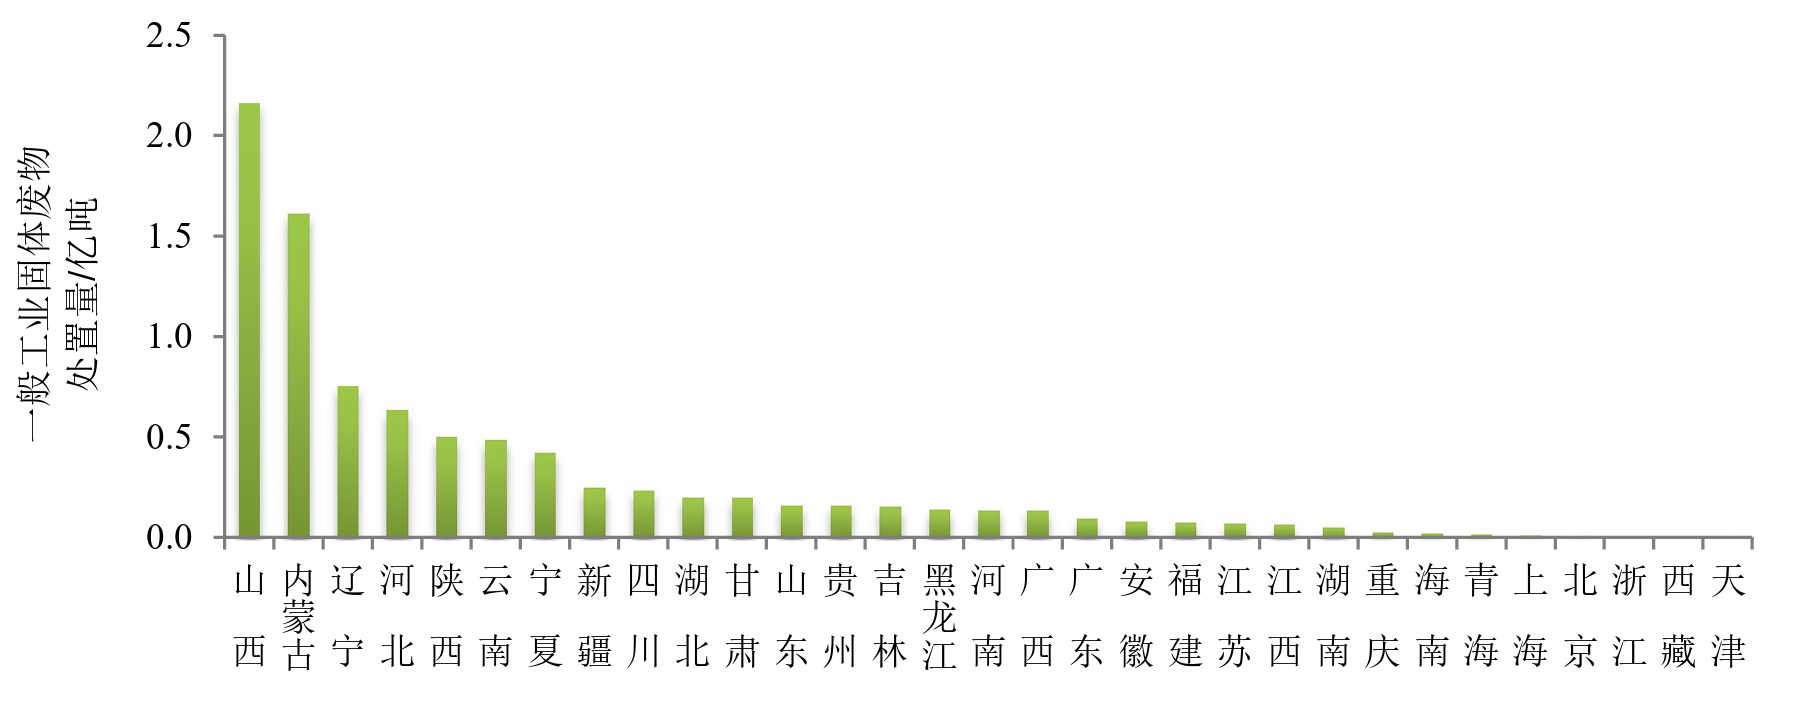 一般工业固体废物
处置量/亿吨
2.5
2.0
1.5
1.0
0.5
0.0
山西
内蒙古
辽宁
河北
陕西
云南
宁夏
新疆
四川
湖北
甘肃
山东
贵州
吉林
黑龙江
河南
广西
广东
安徽
福建
江苏
江西
湖南
重庆
海南
青海
上海
北京
浙江
西藏
天津